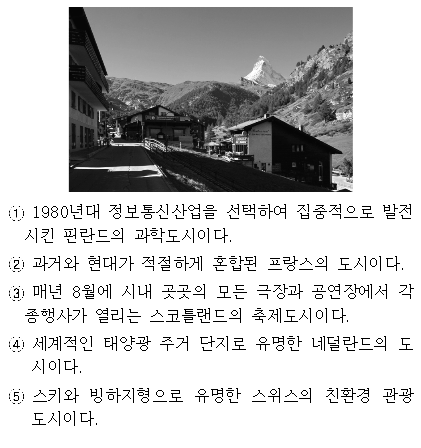 ① 1980년대 정보통신산업을 선택하여 집중적으로 발전
시킨 핀란드의 과학도시이다.
② 과거와 현대가 적절하게 혼합된 프랑스의 도시이다.
③ 매년 8월에 시내 곳곳의 모든 극장과 공연장에서 각
종행사가 열리는 스코틀랜드의 축제도시이다.
④ 세계적인 태양광 주거 단지로 유명한 네덜란드의 도
시이다.
⑤ 스키와 빙하지형으로 유명한 스위스의 친환경 관광
도시이다.